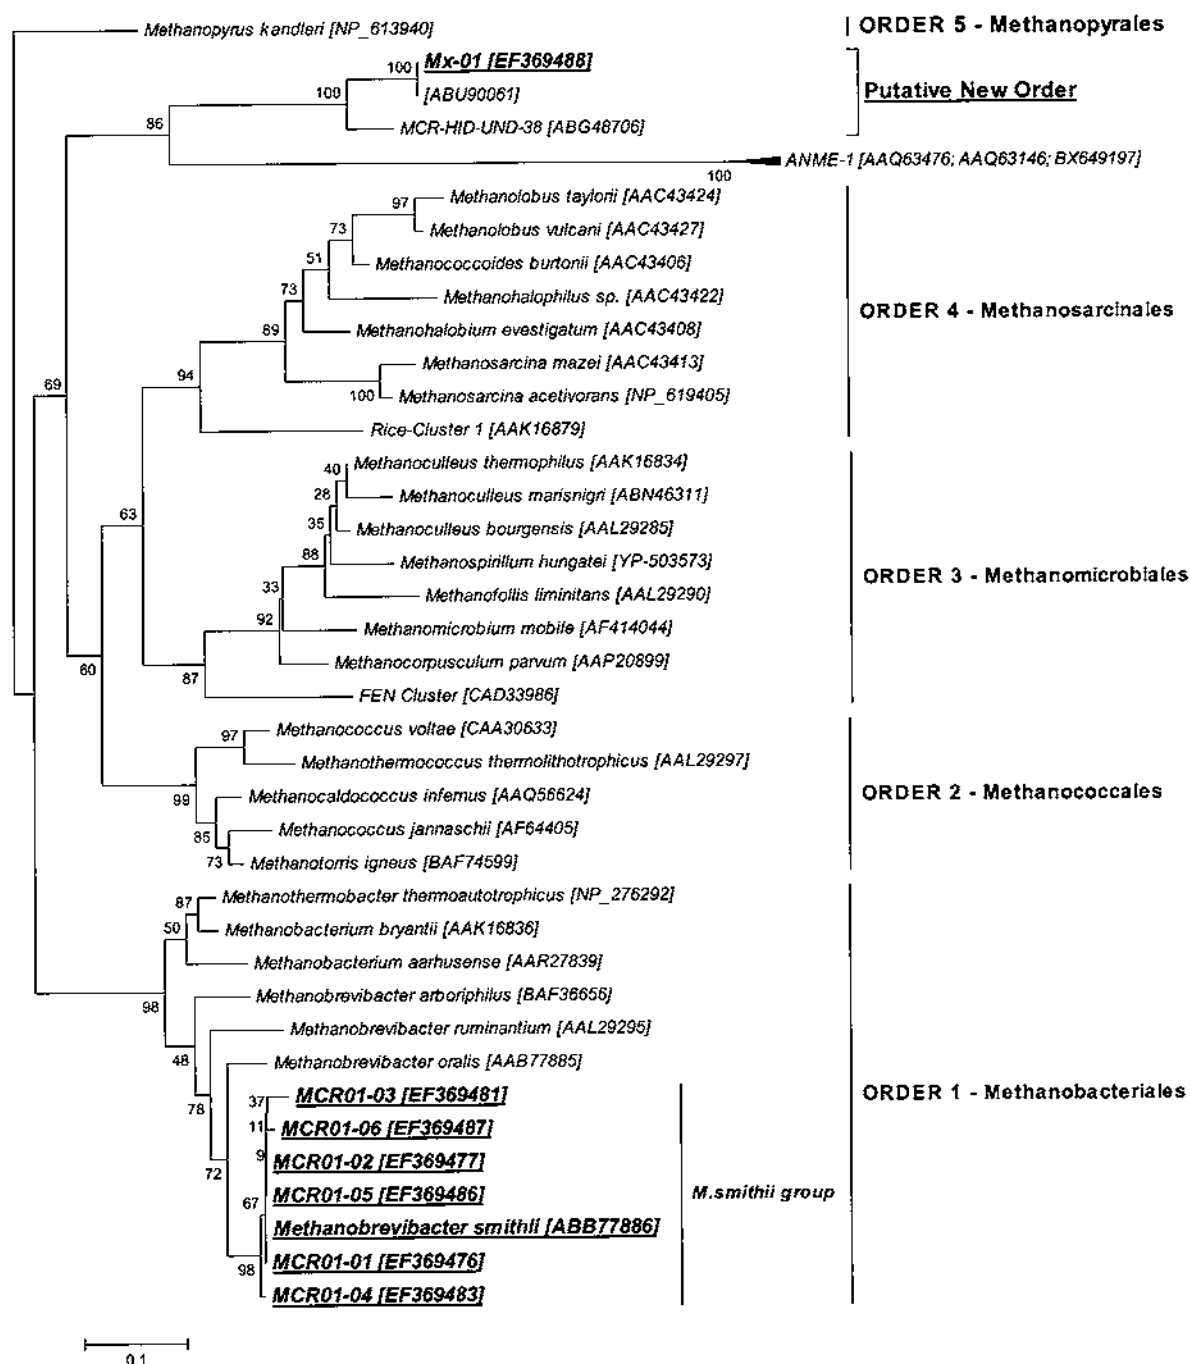 Methanopyrus kandleri [NP_613940]
ORDER 5 - Methanopyrales
100
Mx-01 [EF369488]
100
[ABU90061]
Putative New Order
86
MCR-HID-UND-38 [ABG48706]
ANME-1 [AAQ63476; AAQ63146; BX649197]
100
97
Methanolobus taylorii [AAC43424]
73
Methanolobus vulcani [AAC43427]
51
Methanococcoides burtonii [AAC43406]
73
Methanohalophilus sp. [AAC43422]
ORDER 4 - Methanosarcinales
89
Methanohalobium evestigatum [AAC43408]
94
Methanosarcina mazei [AAC43413]
69
100
Methanosarcina acetivorans [NP_619405]
Rice-Cluster 1 [AAK16879]
40
Methanoculleus thermophilus [AAK16834]
28
Methanoculleus marisnigri [ABN46311]
63
35
Methanoculleus bourgensis [AAL29285]
88
Methanospirillum hungatei [YP-503573]
ORDER 3 - Methanomicrobiales
33
Methanofollis liminitans [AAL29290]
92
Methanomicrobium mobile [AF414044]
60
87
Methanocorpusculum parvum [AAP20899]
FEN Cluster [CAD33986]
97
Methanococcus voltae [CAA30633]
Methanothermococcus thermolithotrophicus [AAL29297]
99
Methanocaldococcus infernus [AAQ56624]
ORDER 2 - Methanococcales
85
Methanococcus jannaschii [AF64405]
73
Methanotorris igneus [BAF74599]
87
Methanothermobacter thermoautotrophicus [NP_276292]
50
Methanobacterium bryantii [AAK16836]
Methanobacterium aarhusense [AAR27839]
98
Methanobrevibacter arboriphilus [BAF36656]
Methanobrevibacter ruminantium [AAL29295]
48
Methanobrevibacter oralis [AAB77885]
78
37
MCR01-03 [EF369481]
ORDER 1 - Methanobacteriales
11
MCR01-06 [EF369487]
72
9
MCR01-02 [EF369477]
67
MCR01-05 [EF369486]
M.smithii group
Methanobrevibacter smithii [ABB77886]
98
MCR01-01 [EF369476]
MCR01-04 [EF369483]
0.1